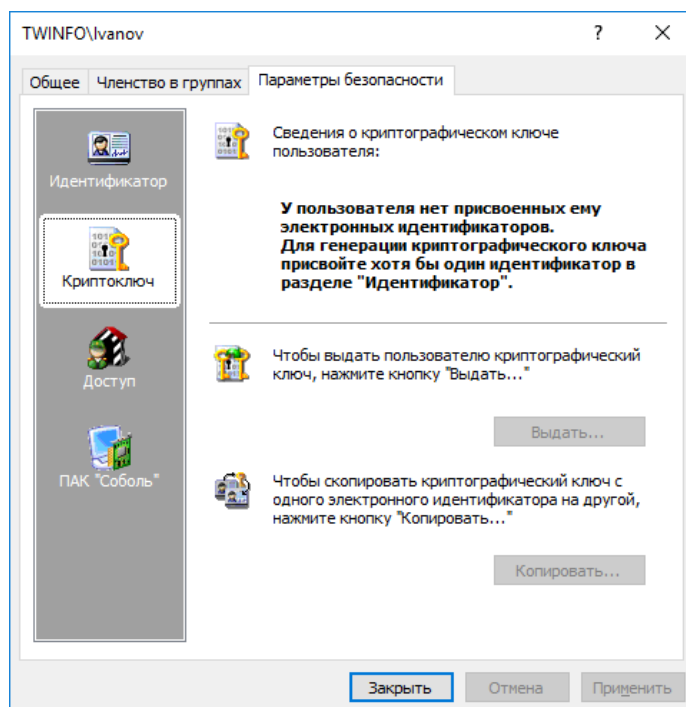 TWINFO\Ivanov
?
Общее
Членство в группах
Параметры безопасности
Идентификатор
Криптоключ
Доступ
ПАК "Соболь"
Сведения о криптографическом ключе
пользователя:
У пользователя нет присвоенных ему
электронных идентификаторов.
Для генерации криптографического ключа
присвойте хотя бы один идентификатор в
разделе "Идентификатор".
Чтобы выдать пользователю криптографический
ключ, нажмите кнопку "Выдать..."
Выдать...
Чтобы скопировать криптографический ключ с
одного электронного идентификатора на другой,
нажмите кнопку "Копировать..."
Копировать...
Закрыть
Отмена
Применить